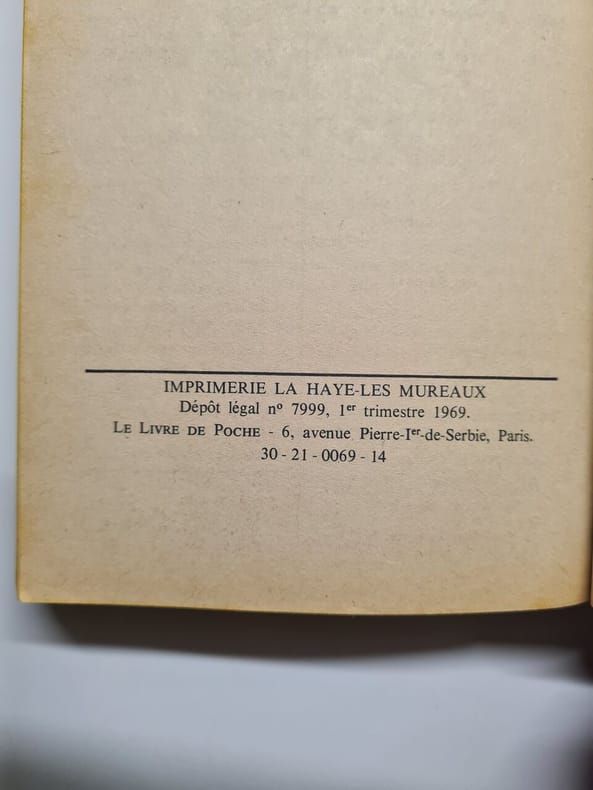 IMPRIMERIE LA HAYE-LES MUREAUX
Dépôt légal nº 7999, 1er trimestre 1969.
LE LIVRE DE POCHE - 6, avenue Pierre-Ier-de-Serbie, Paris.
30 - 21 - 0069 - 14